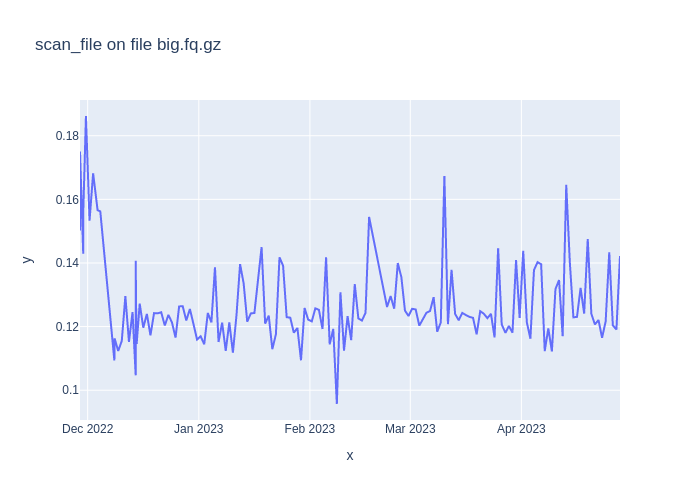 scan_file on file big.fq.gz
0.18
0.16
0.14
0.12
0.1
y
Dec 2022 Jan 2023 Feb 2023 Mar 2023 Apr 2023
x